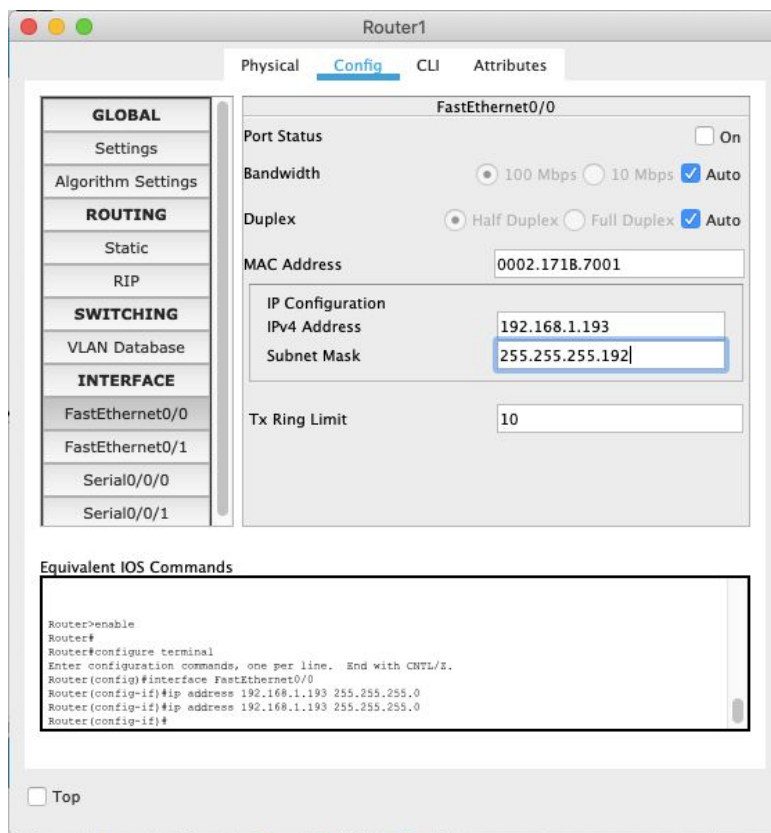 Router1
Physical Config CLI Attributes
GLOBAL
Settings
Algorithm Settings
ROUTING
Static
RIP
SWITCHING
VLAN Database
INTERFACE
FastEthernet0/0
FastEthernet0/1
Serial0/0/0
Serial0/0/1
FastEthernet0/0
Port Status On
Bandwidth 100 Mbps 10 Mbps Auto
Duplex Half Duplex Full Duplex Auto
MAC Address 0002.171B.7001
IP Configuration
IPv4 Address 192.168.1.193
Subnet Mask 255.255.255.192
Tx Ring Limit 10
Equivalent IOS Commands
Router>enable
Router#
Router#configure terminal
Enter configuration commands, one per line. End with CNTL/Z.
Router(config)#interface FastEthernet0/0
Router(config-if)#ip address 192.168.1.193 255.255.255.0
Router(config-if)#ip address 192.168.1.193 255.255.255.0
Router(config-if)#
Top